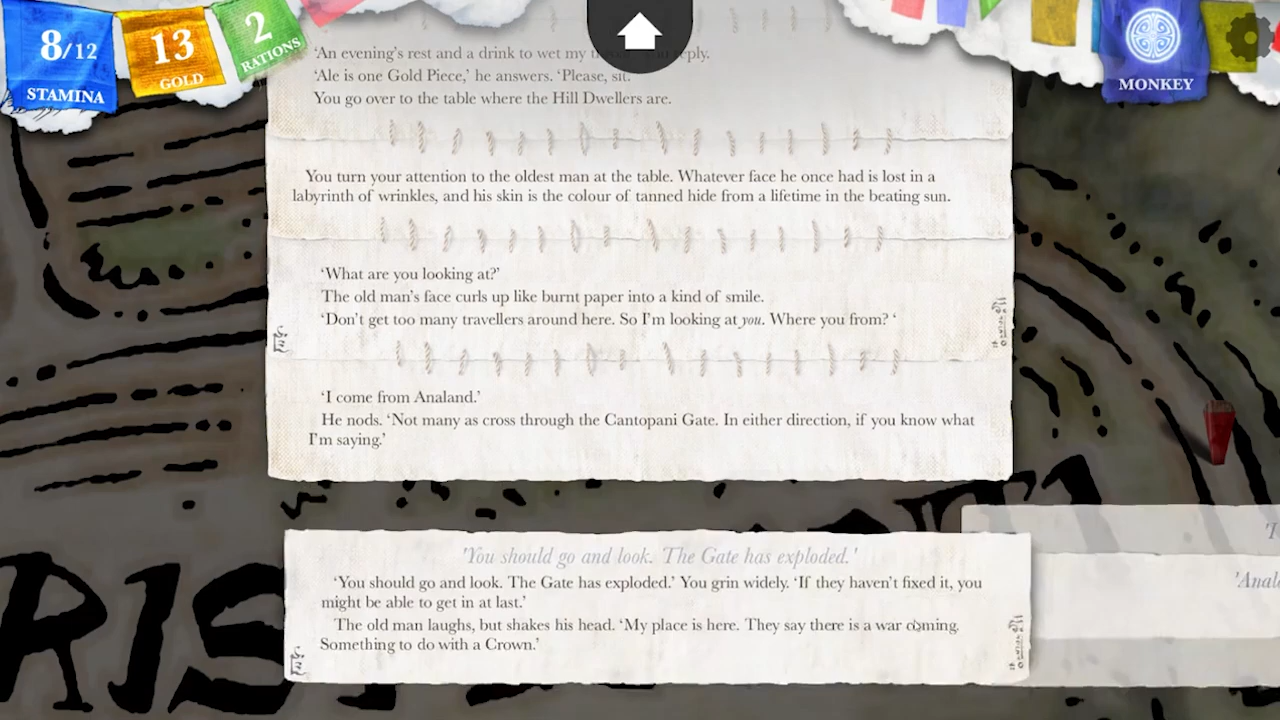 8/12
STAMINA
13
GOLD
2
RATIONS
MONKEY
'An evening's rest and a drink to wet my
'Ale is one Gold Piece,' he answers. 'Please, sit.
You go over to the table where the Hill Dwellers are.
You turn your attention to the oldest man at the table. Whatever face he once had is lost in a
labyrinth of wrinkles, and his skin is the colour of tanned hide from a lifetime in the beating sun.
'What are you looking at?'
The old man's face curls up like burnt paper into a kind of smile.
'Don't get too many travellers around here. So I'm looking at you. Where you from? '
'I come from Analand.'
He nods. 'Not many as cross through the Cantopani Gate. In either direction, if you know what
I'm saying.'
'You should go and look. The Gate has exploded.'
'You should go and look. The Gate has exploded.' You grin widely. 'If they haven't fixed it, you
might be able to get in at last.'
The old man laughs, but shakes his head. 'My place is here. They say there is a war coming.
Something to do with a Crown.'
RIS